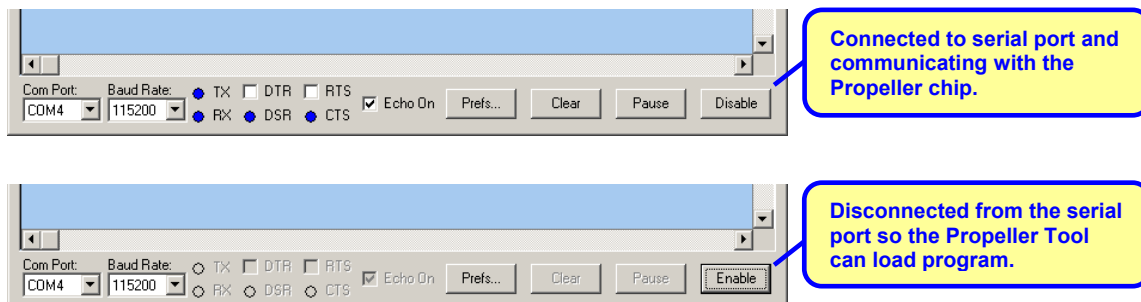 Connected to serial port and
communicating with the
Propeller chip.
Com Port: Baud Rate: TX DTR RTS
COM4 115200 RX DSR CTS Echo On Prefs... Clear Pause Disable
Disconnected from the serial
port so the Propeller Tool
can load program.
Com Port: Baud Rate: TX DTR RTS
COM4 115200 RX DSR CTS Echo On Prefs... Clear Pause Enable